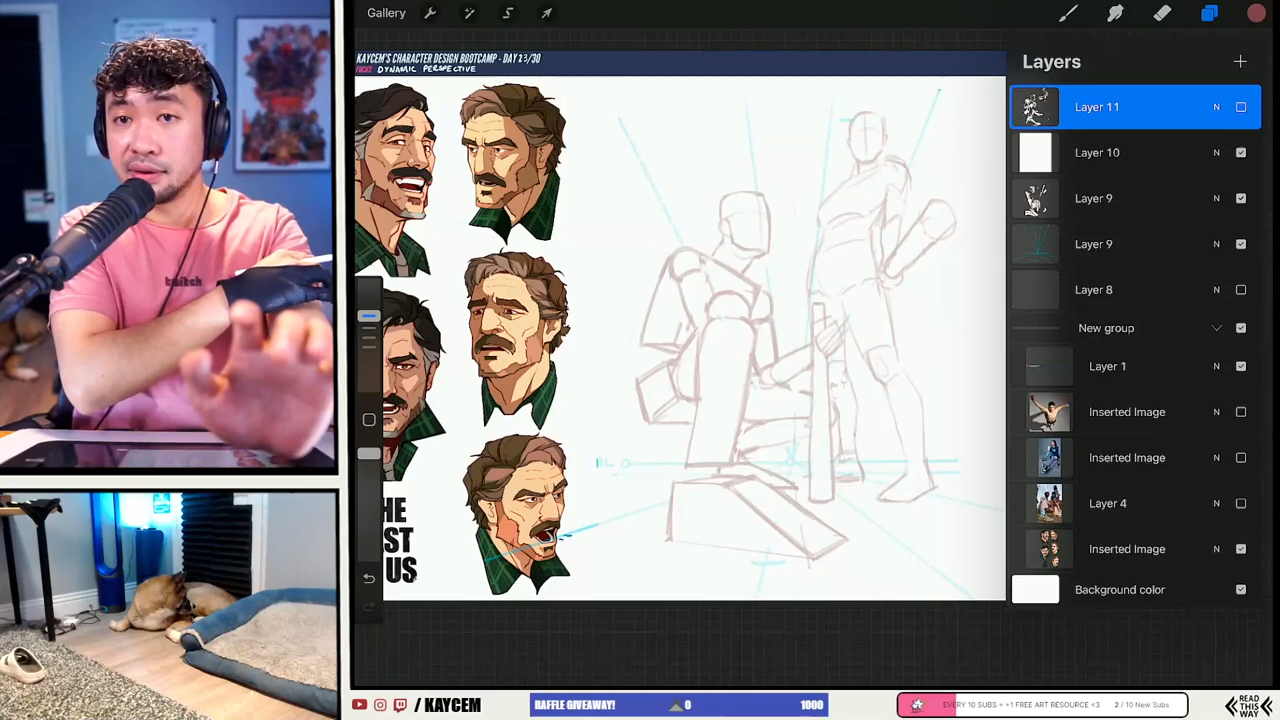 Gallery
KAYCEM'S CHARACTER DESIGN BOOTCAMP - DAY 23/30
FOCUS: DYNAMIC PERSPECTIVE
Layers
Layer 11 N
Layer 10 N
Layer 9 N
Layer 9 N
Layer 8 N
New group
Layer 1 N
Inserted Image N
Inserted Image N
Layer 4 N
Inserted Image N
Background color
twitch
HE
ST
US
/ KAYCEM
RAFFLE GIVEAWAY! 0 1000
EVERY 10 SUBS = +1 FREE ART RESOURCE <3 2 / 10 New Subs
READ THIS WAY